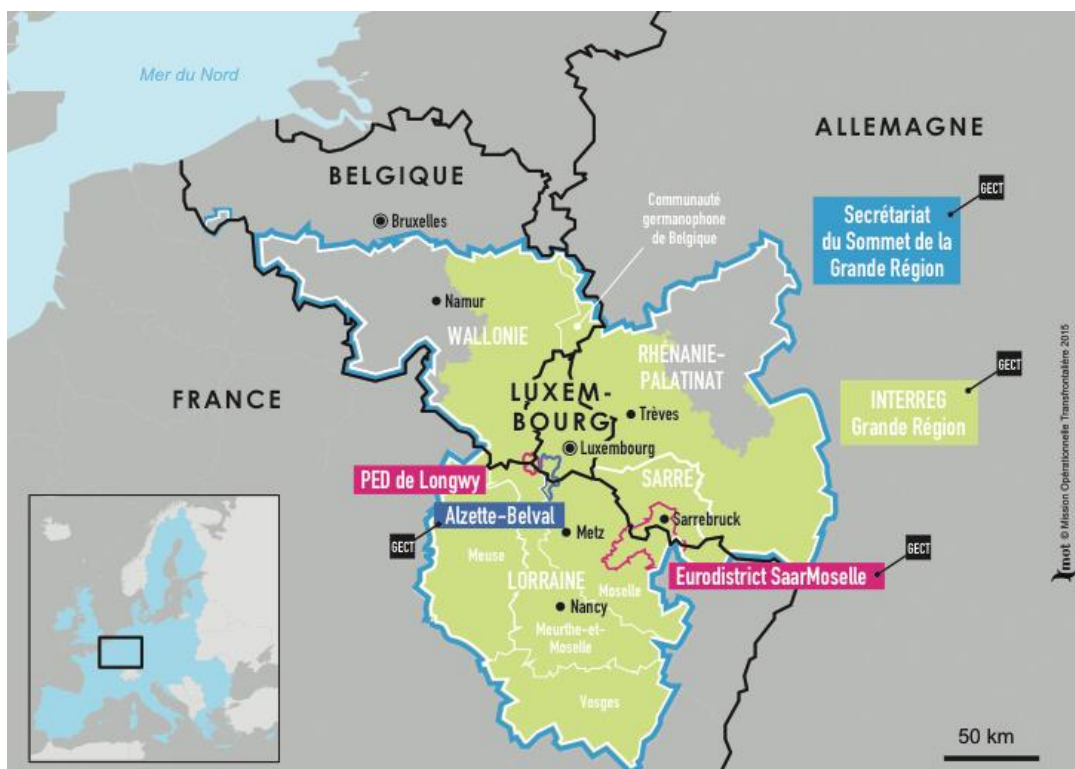 Mer du Nord
ALLEMAGNE
BELGIQUE
Bruxelles
Communauté
germanophone
de Belgique
GECT
Secrétariat
du Sommet de la
Grande Région
Namur
WALLONIE
RHÉNANIE-
PALATINAT
FRANCE
LUXEM-
BOURG
Trèves
GECT
INTERREG
Grande Région
Luxembourg
PED de Longwy
SARRE
Alzette-Belval
Sarrebruck
Metz
GECT
Meuse
GECT
Eurodistrict SaarMoselle
LORRAINE
Moselle
Nancy
Meurthe-et-
Moselle
Vosges
50 km
mot © Mission Opérationnelle Transfrontalière 2015